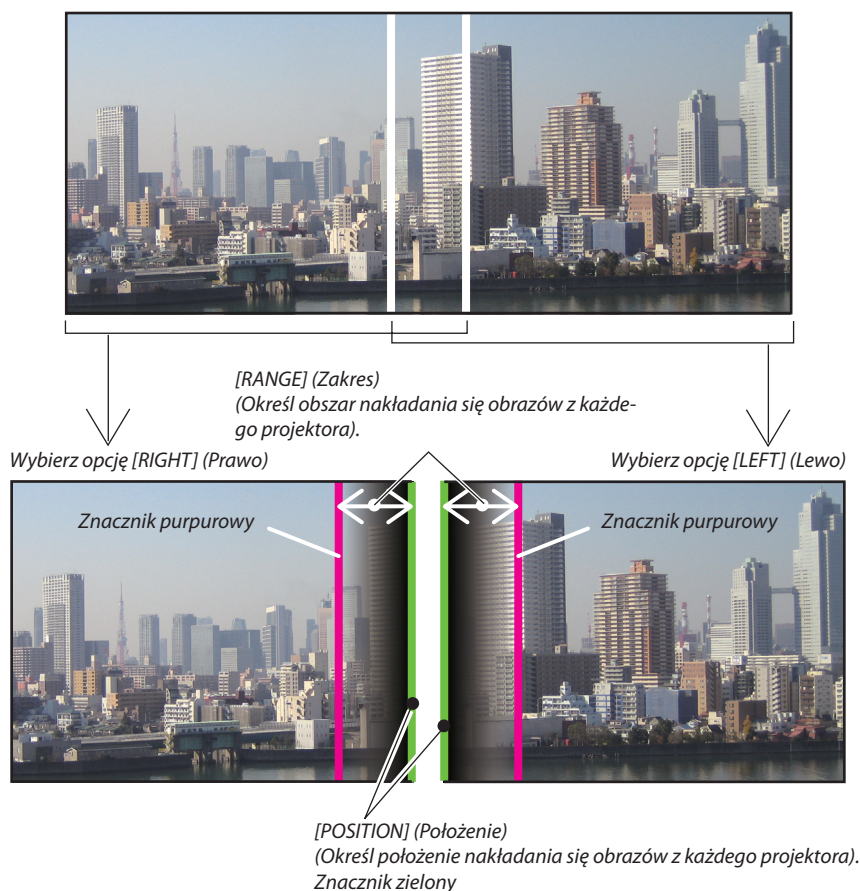 [RANGE] (Zakres)
(Określ obszar nakładania się obrazów z każde-
go projektora).
Wybierz opcję [RIGHT] (Prawo)
Wybierz opcję [LEFT] (Lewo)
Znacznik purpurowy
Znacznik purpurowy
[POSITION] (Położenie)
(Określ położenie nakładania się obrazów z każdego projektora).
Znacznik zielony